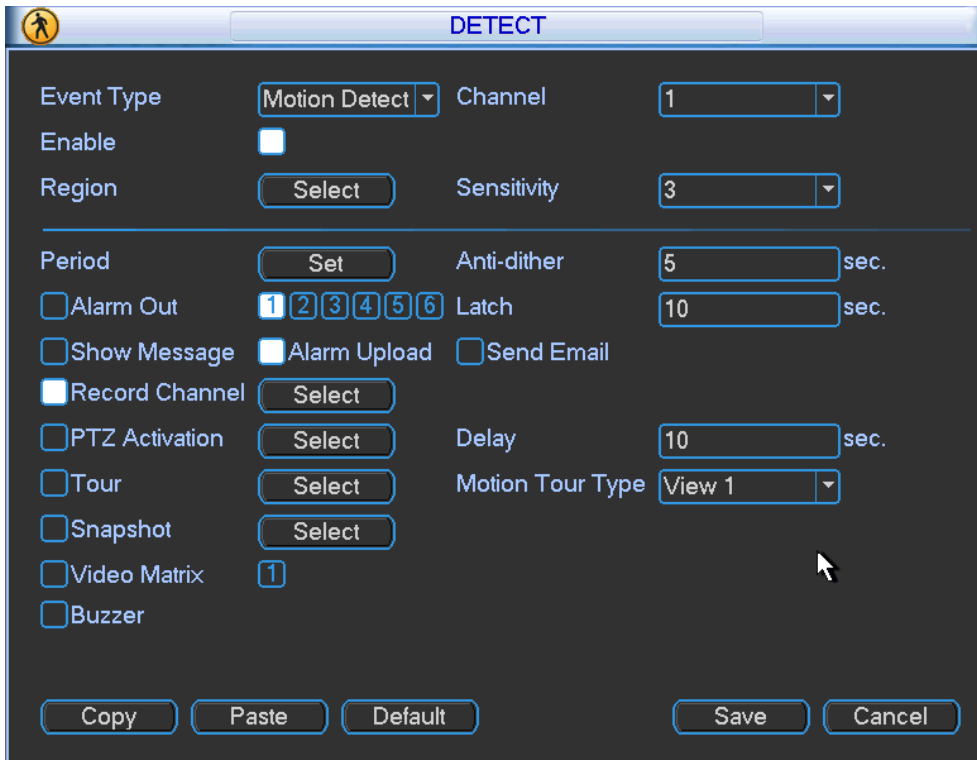 DETECT
Event Type Motion Detect Channel 1
Enable
Region Select Sensitivity 3
Period Set Anti-dither 5 sec.
Alarm Out 1 2 3 4 5 6 Latch 10 sec.
Show Message Alarm Upload Send Email
Record Channel Select
PTZ Activation Select Delay 10 sec.
Tour Select Motion Tour Type View 1
Snapshot Select
Video Matrix 1
Buzzer
Copy Paste Default Save Cancel